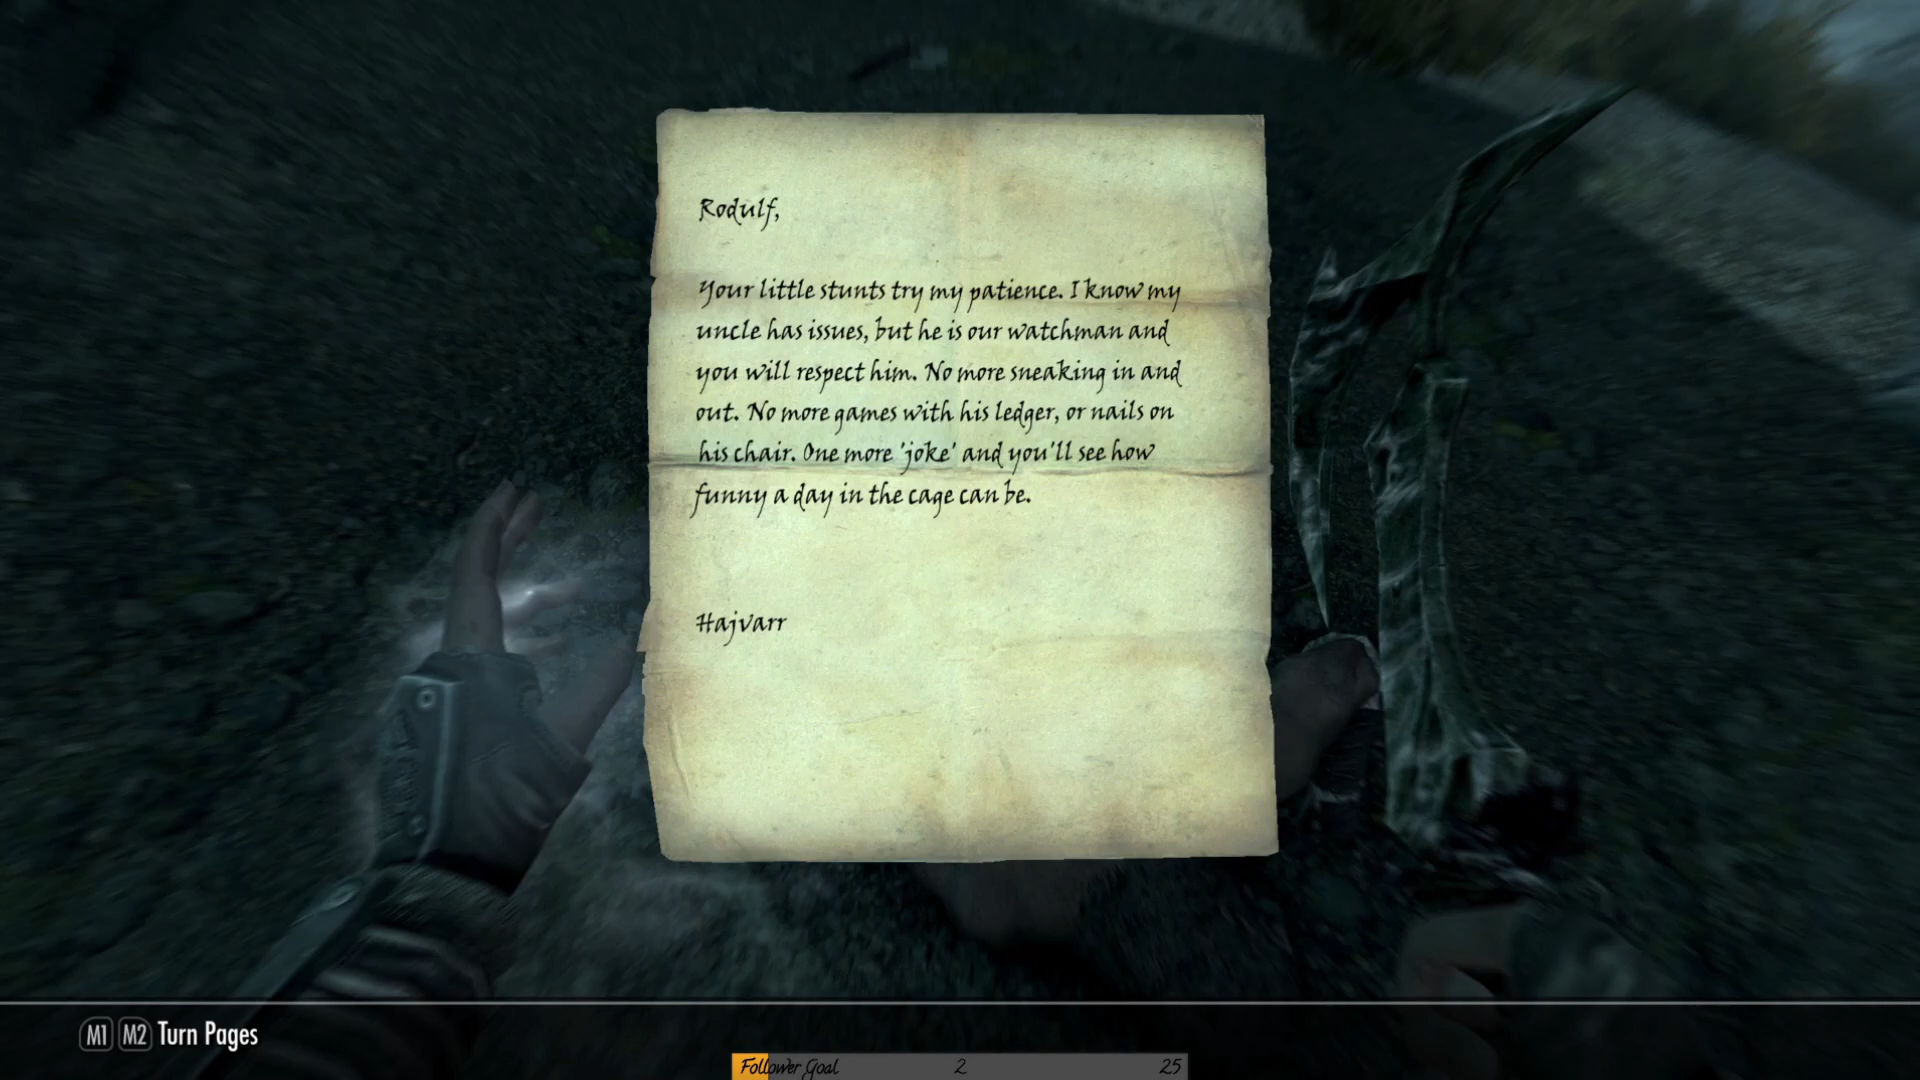 Rodulf,
Your little stunts try my patience. I know my
uncle has issues, but he is our watchman and
you will respect him. No more sneaking in and
out. No more games with his ledger, or nails on
his chair. One more 'joke' and you'll see how
funny a day in the cage can be.
Hajvarr
M1 M2 Turn Pages
Follower Goal 2 25